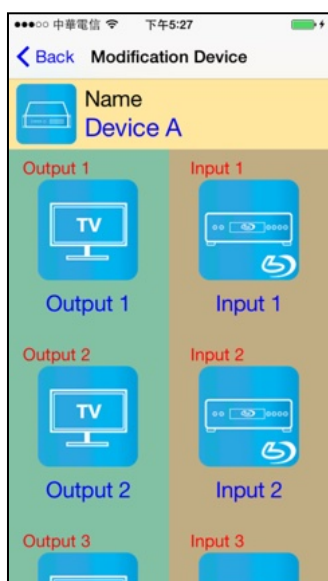 中華電信 下午5:27
Back Modification Device
Name
Device A
Output 1 Input 1
TV
Output 1 Input 1
Output 2 Input 2
TV
Output 2 Input 2
Output 3 Input 3